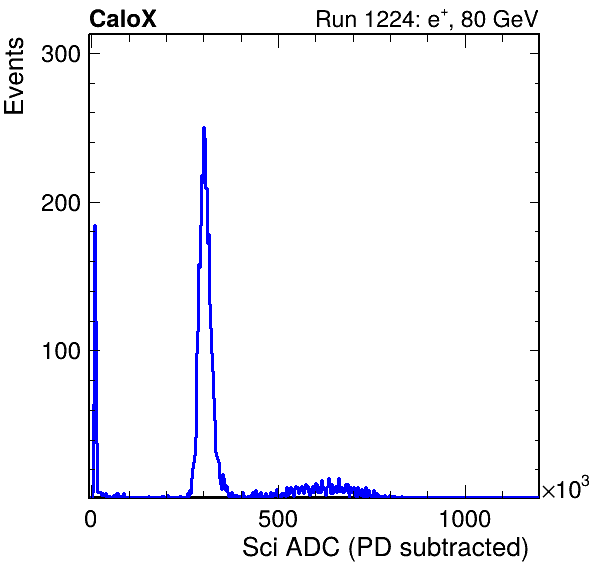 CaloX Run 1224: e⁺, 80 GeV
Events
300
200
100
0 500 1000 ×10³
Sci ADC (PD subtracted)